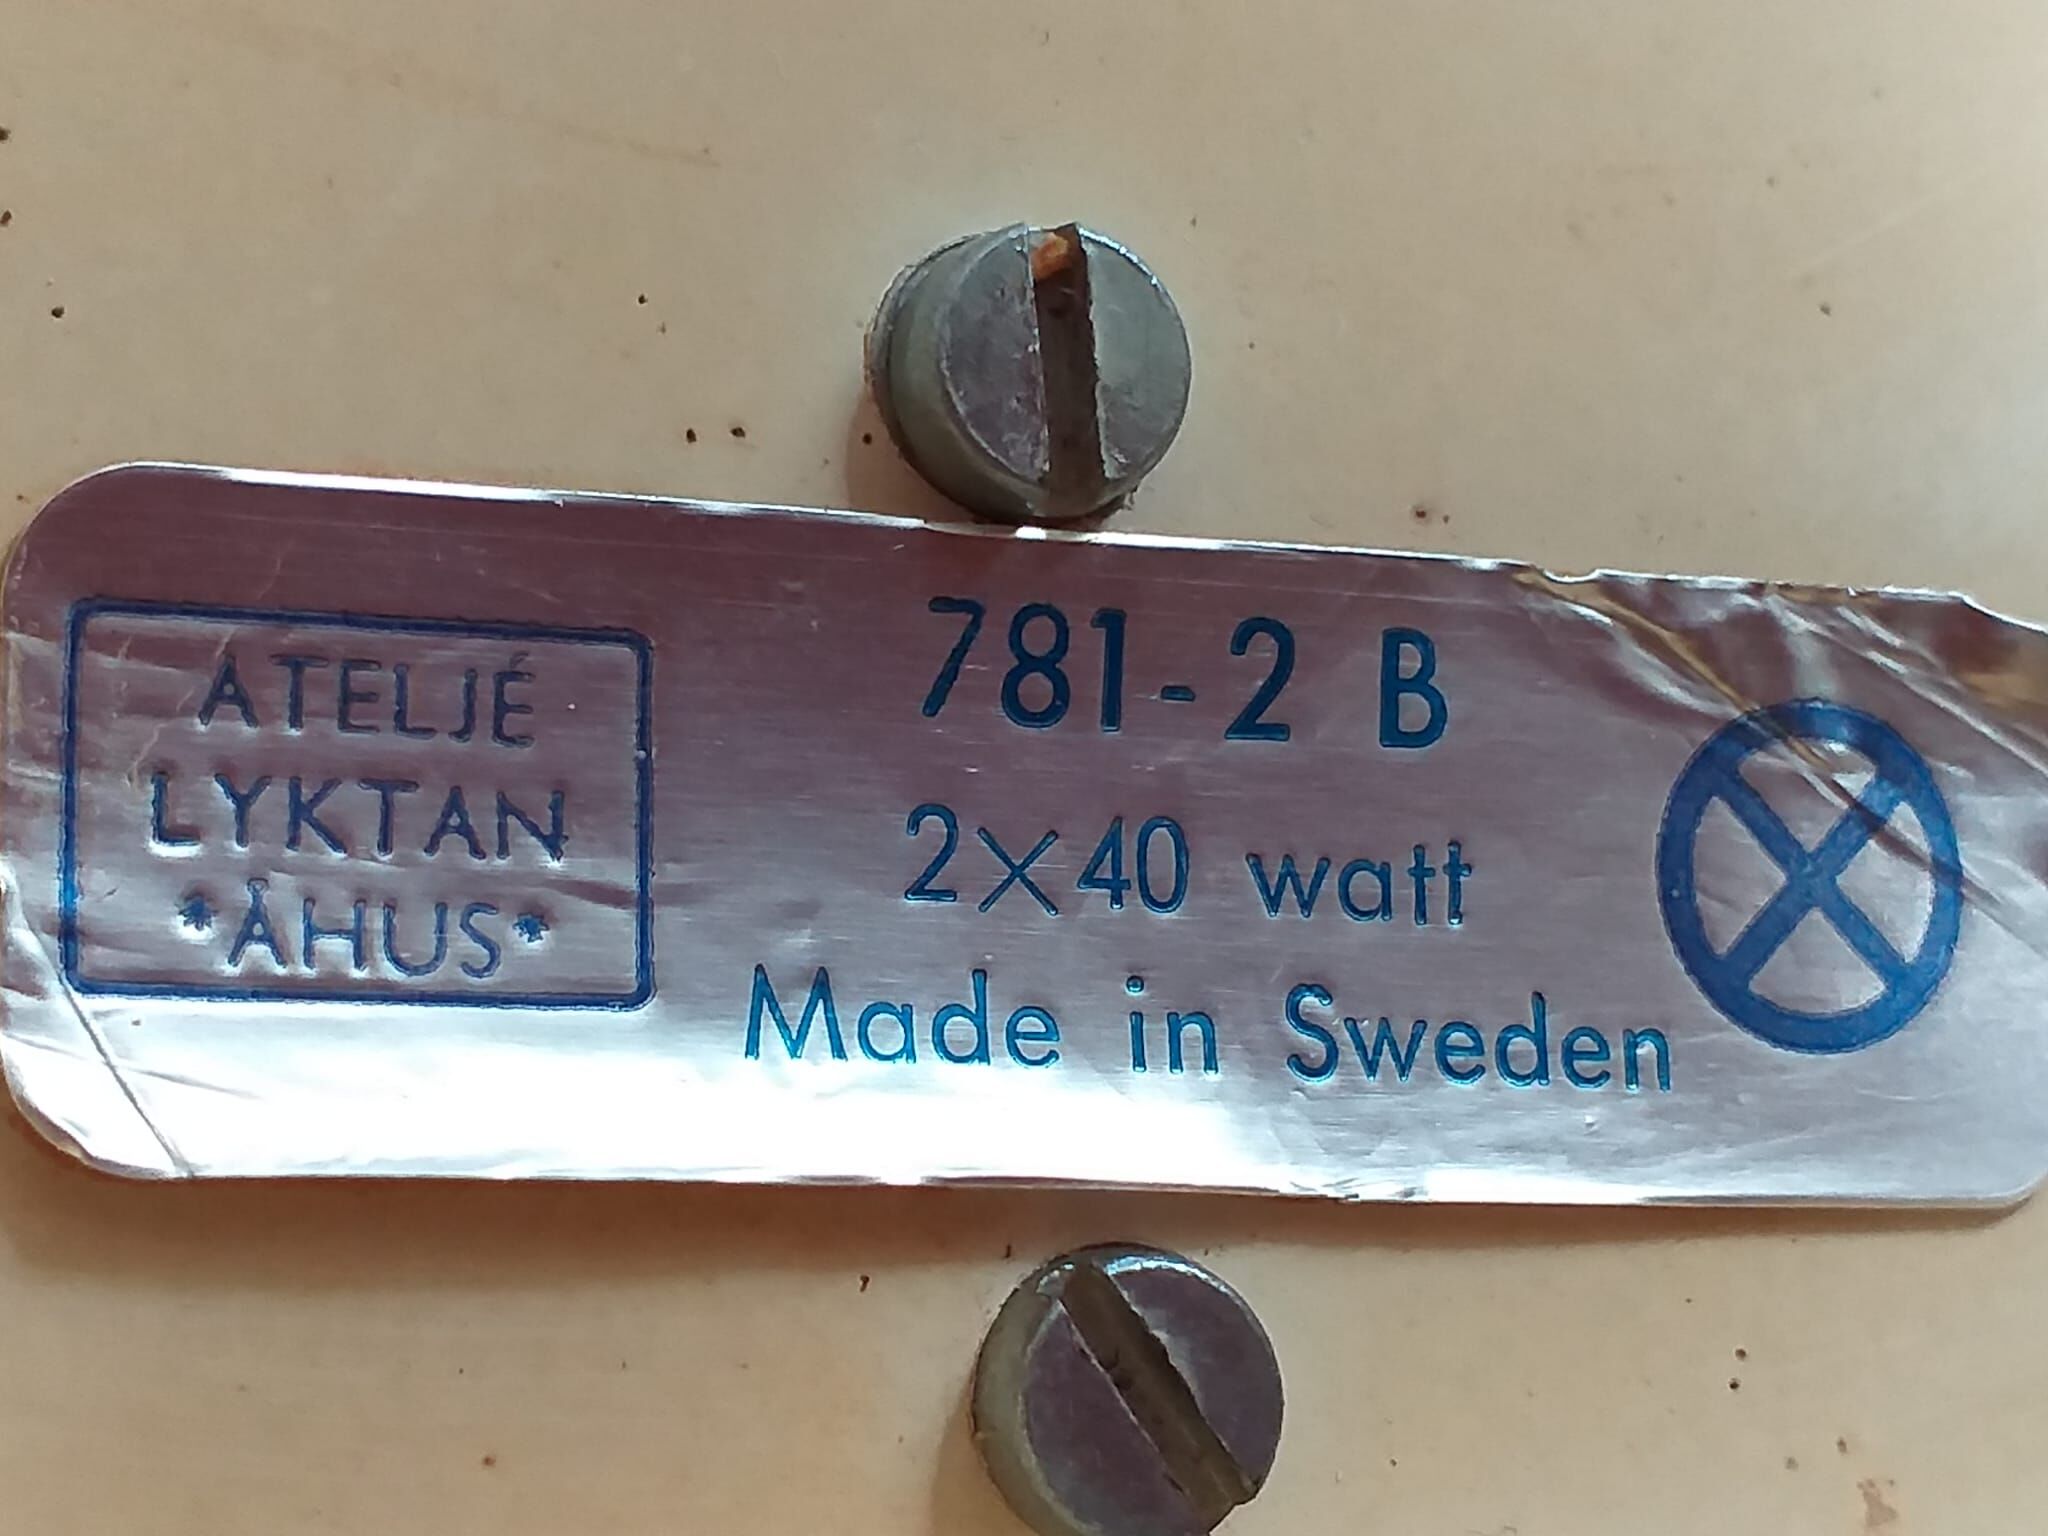 ATELJÉ
LYKTAN
*ÅHUS*
781-2 B
2×40 watt
Made in Sweden